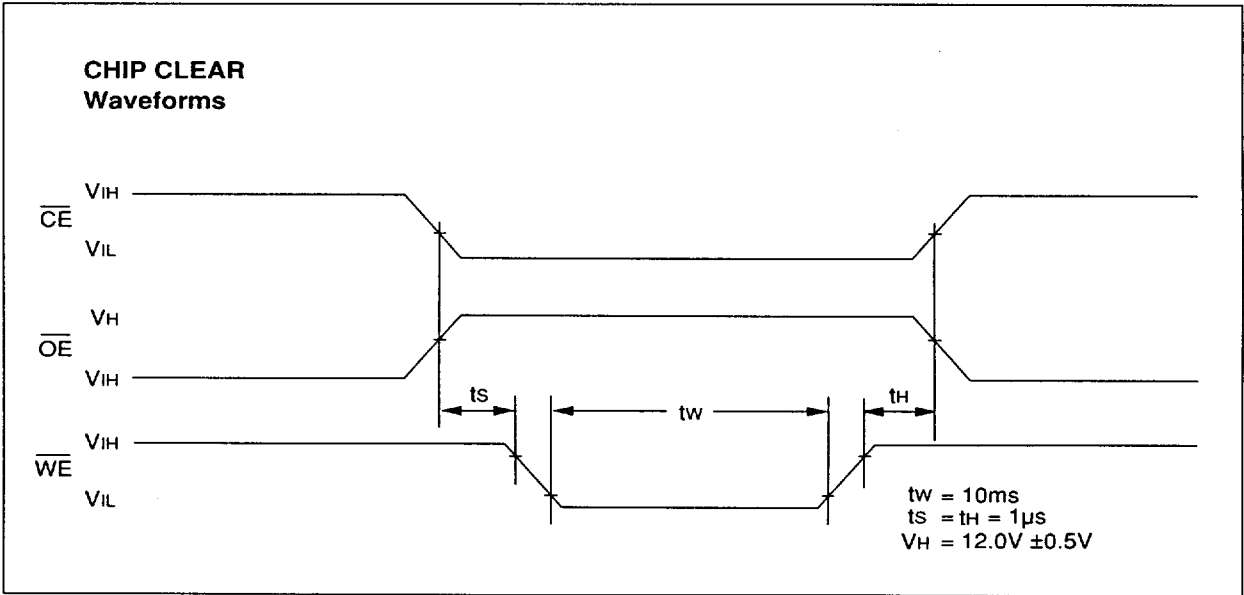 CHIP CLEAR
Waveforms
VIH
CE
VIL
VH
OE
VIH
ts
tw
tH
VIH
WE
VIL
tw = 10ms
ts = tH = 1µs
VH = 12.0V ±0.5V